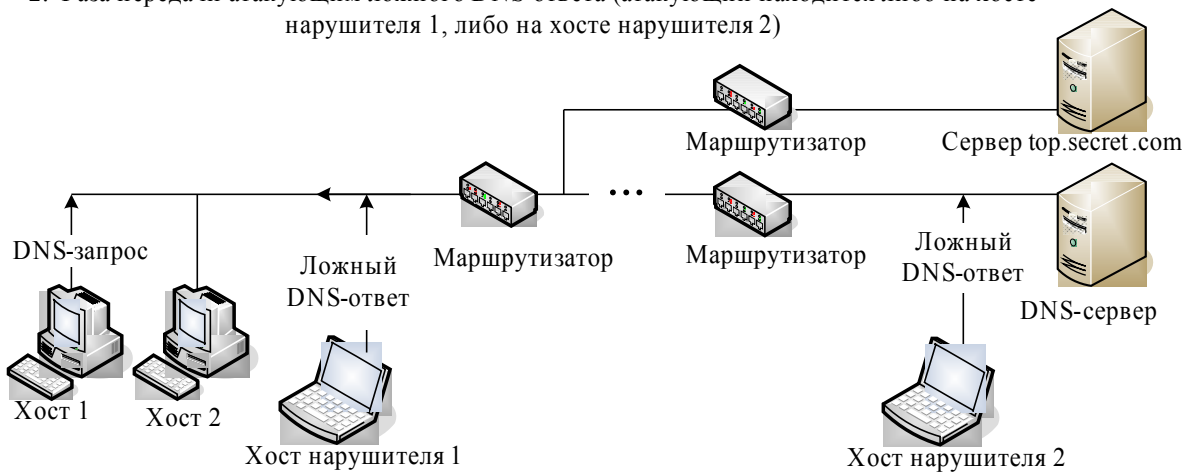 нарушителя 1, либо на хосте нарушителя 2)
Маршрутизатор
Сервер top.secret.com
DNS-запрос
Ложный
DNS-ответ
Маршрутизатор
Маршрутизатор
Ложный
DNS-ответ
DNS-сервер
Хост 1
Хост 2
Хост нарушителя 1
Хост нарушителя 2